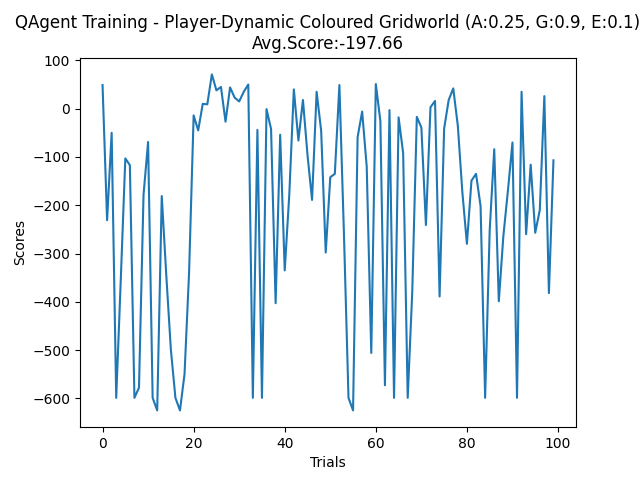 QAgent Training - Player-Dynamic Coloured Gridworld (A:0.25, G:0.9, E:0.1)
Avg.Score:-197.66
100
0
−100
−200
−300
−400
−500
−600
Scores
0 20 40 60 80 100
Trials